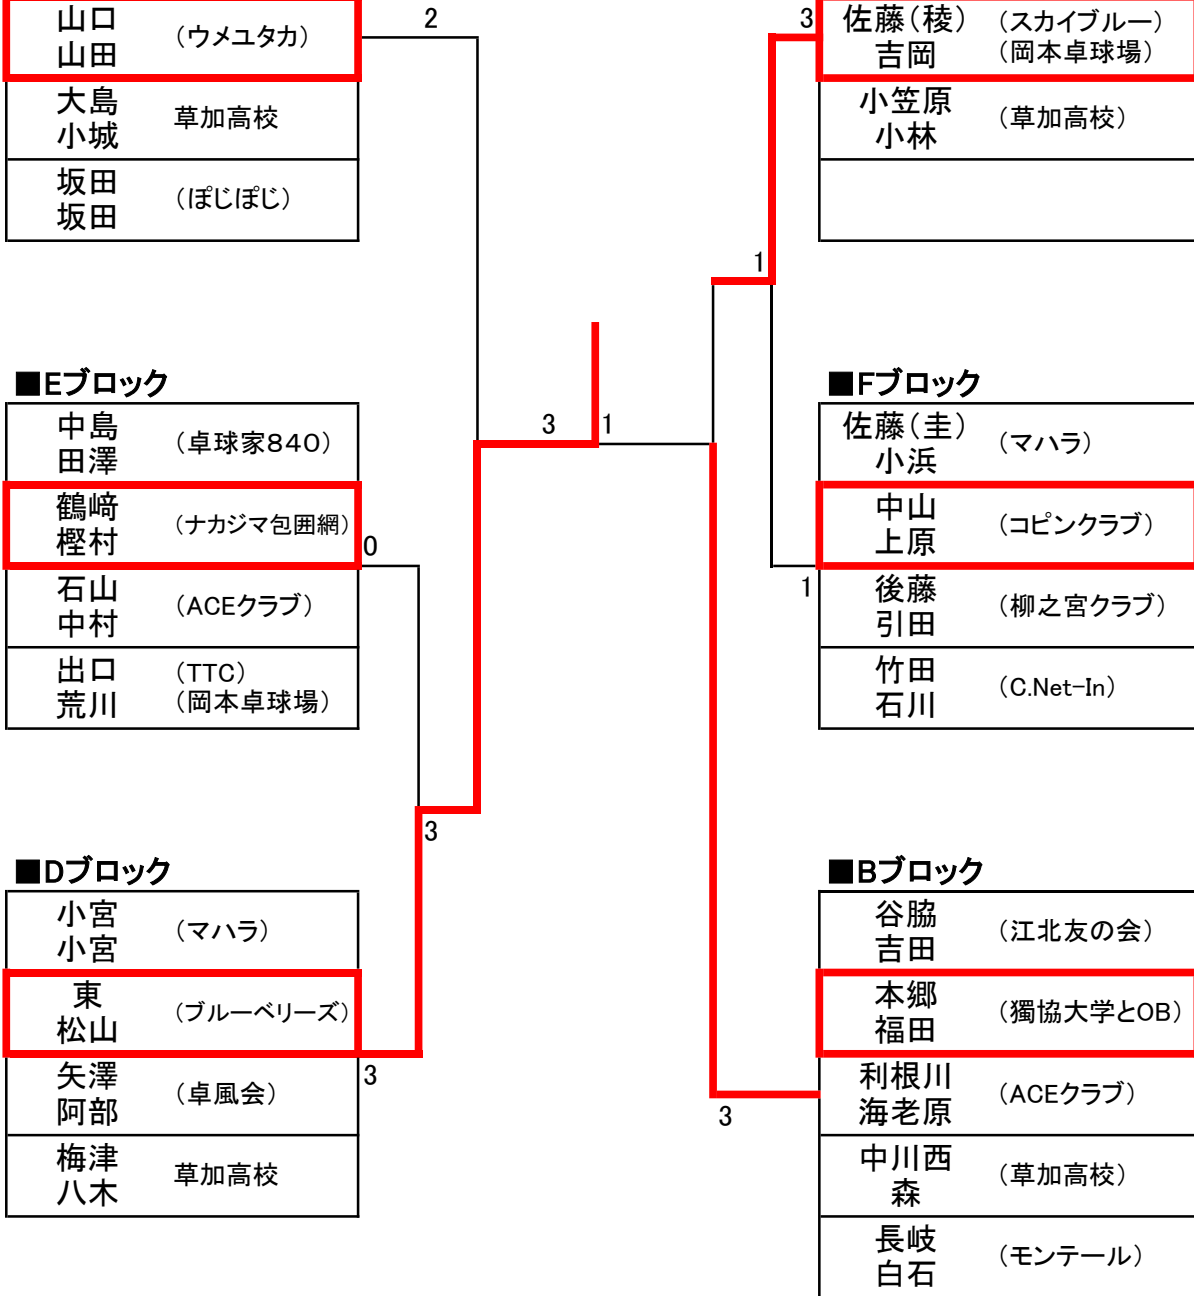 山口
山田
（ウメユタカ）
2
大島
小城
草加高校
坂田
坂田
（ぽじぽじ）
3
佐藤（稜）
吉岡
（スカイブルー）
（岡本卓球場）
小笠原
小林
（草加高校）
1
■Eブロック
中島
田澤
（卓球家840）
鶴﨑
樫村
（ナカジマ包囲網）
0
石山
中村
（ACEクラブ）
出口
荒川
（TTC）
（岡本卓球場）
3
1
■Fブロック
佐藤（圭）
小浜
（マハラ）
中山
上原
（コピンクラブ）
1
後藤
引田
（柳之宮クラブ）
竹田
石川
（C.Net-In）
3
■Dブロック
小宮
小宮
（マハラ）
東
松山
（ブルーベリーズ）
3
矢澤
阿部
（卓風会）
梅津
八木
草加高校
■Bブロック
谷脇
吉田
（江北友の会）
本郷
福田
（獨協大学とOB）
3
利根川
海老原
（ACEクラブ）
中川西
森
（草加高校）
長岐
白石
（モンテール）